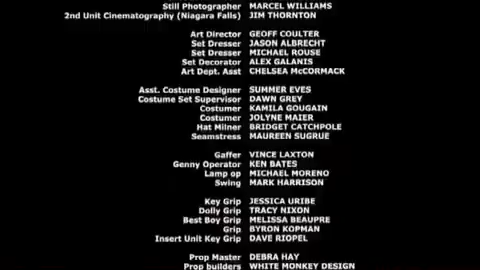 Still Photographer MARCEL WILLIAMS
2nd Unit Cinematography (Niagara Falls) JIM THORNTON
Art Director GEOFF COULTER
Set Dresser JASON ALBRECHT
Set Dresser MICHAEL ROUSE
Set Decorator ALEX GALANIS
Art Dept. Asst CHELSEA McCORMACK
Asst. Costume Designer SUMMER EVES
Costume Set Supervisor DAWN GREY
Costumer KAMILA GOUGAIN
Costumer JOLYNE MAIER
Hat Milner BRIDGET CATCHPOLE
Seamstress MAUREEN SUGRUE
Gaffer VINCE LAXTON
Genny Operator KEN BATES
Lamp op MICHAEL MORENO
Swing MARK HARRISON
Key Grip JESSICA URIBE
Dolly Grip TRACY NIXON
Best Boy Grip MELISSA BEAUPRE
Grip BYRON KOPMAN
Insert Unit Key Grip DAVE RIOPEL
Prop Master DEBRA HAY
Prop builders WHITE MONKEY DESIGN